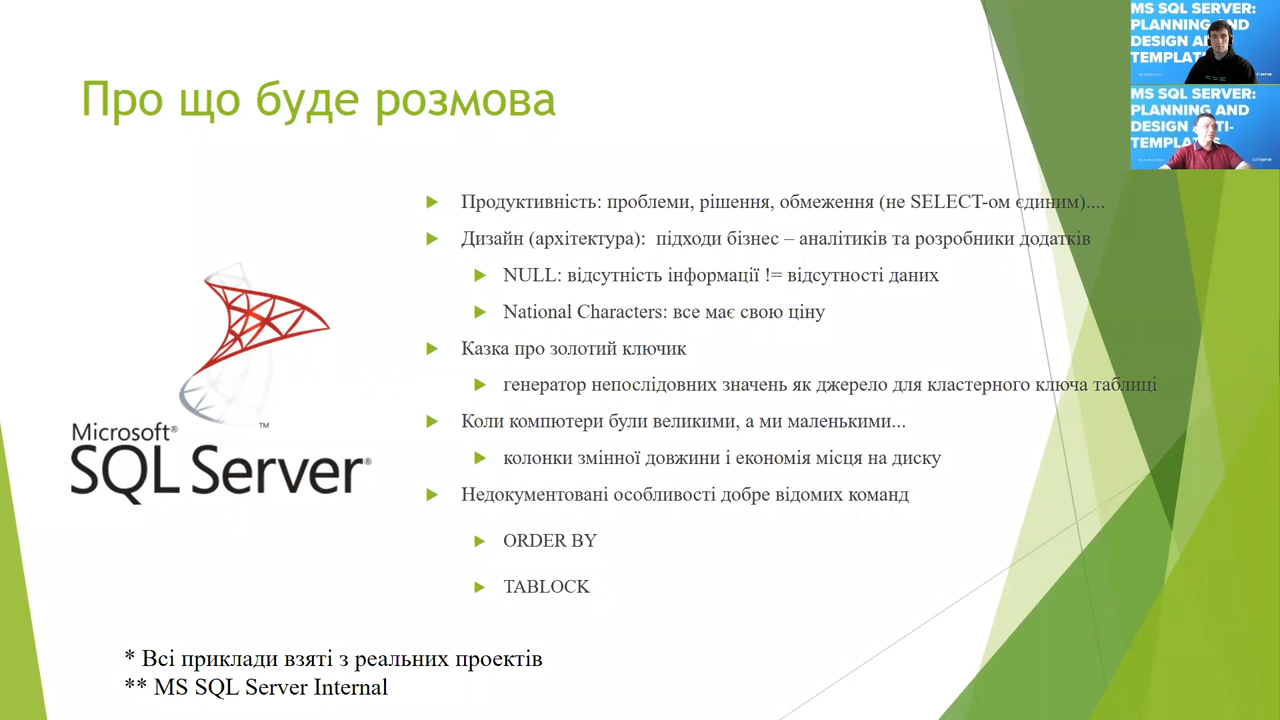 Про що буде розмова
Продуктивність: проблеми, рішення, обмеження (не SELECT-ом єдиним)....
Дизайн (архітектура): підходи бізнес – аналітиків та розробники додатків
NULL: відсутність інформації != відсутності даних
National Characters: все має свою ціну
Казка про золотий ключик
генератор непослідовних значень як джерело для кластерного ключа таблиці
Коли компютери були великими, а ми маленькими...
колонки змінної довжини і економія місця на диску
Недокументовані особливості добре відомих команд
ORDER BY
TABLOCK
Microsoft®
SQL Server®
™
* Всі приклади взяті з реальних проектів
** MS SQL Server Internal
MS SQL SERVER:
PLANNING AND
DESIGN
MS SQL SERVER:
PLANNING AND
DESIGN